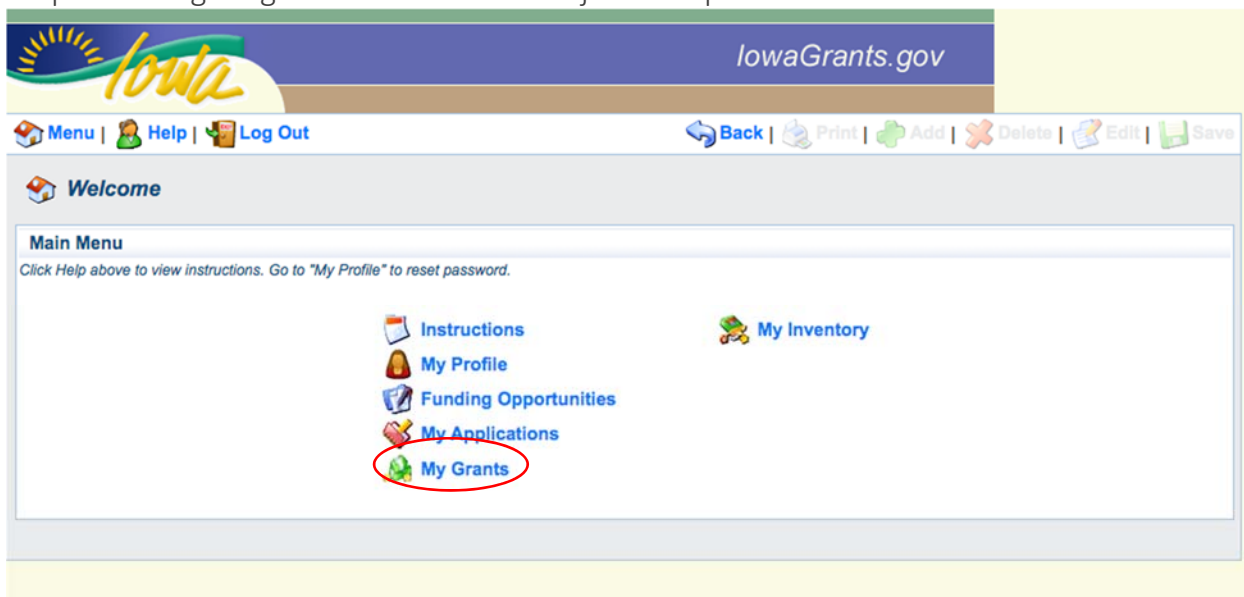 Iowa
IowaGrants.gov
Menu | Help | Log Out
Back | Print | Add | Delete | Edit | Save
Welcome
Main Menu
Click Help above to view instructions. Go to "My Profile" to reset password.
Instructions
My Inventory
My Profile
Funding Opportunities
My Applications
My Grants